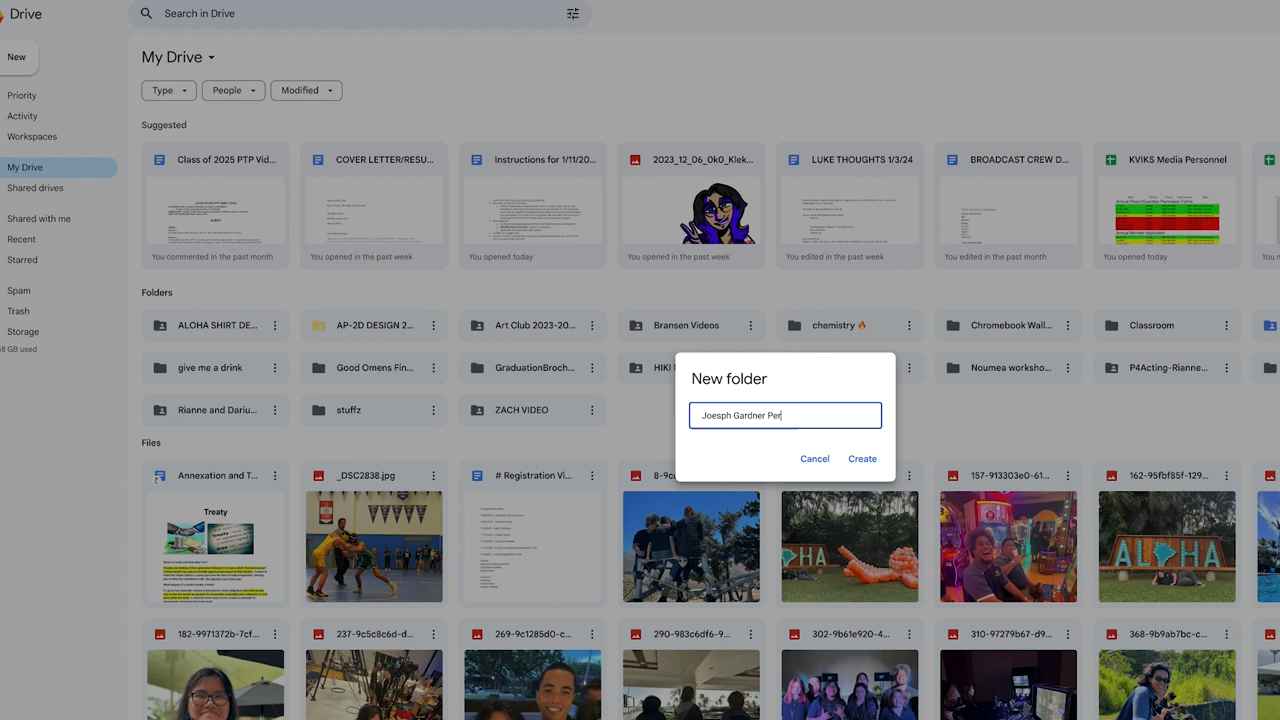 Drive
Search in Drive
New
My Drive
Type
People
Modified
Priority
Activity
Workspaces
My Drive
Shared drives
Shared with me
Recent
Starred
Spam
Trash
Storage
GB used
Suggested
Class of 2025 PTP Vid...
COVER LETTER/RESU...
Instructions for 1/11/20...
2023_12_06_0k0_Klek...
LUKE THOUGHTS 1/3/24
BROADCAST CREW D...
KVIKS Media Personnel
You commented in the past month
You opened in the past week
You opened today
You opened in the past week
You edited in the past week
You edited in the past month
You opened today
Folders
ALOHA SHIRT DE...
AP-2D DESIGN 2...
Art Club 2023-20...
Bransen Videos
chemistry 🔥
Chromebook Wall...
Classroom
give me a drink
Good Omens Fin...
GraduationBroch...
HIKI
Noumea worksho...
P4Acting-Rianne...
Rianne and Dariu...
stuffz
ZACH VIDEO
New folder
Joesph Gardner Per
Cancel
Create
Files
Annexation and T...
_DSC2838.jpg
# Registration Vi...
157-913303e0-61...
162-95fbf85f-129...
Treaty
ALOHA
182-9971372b-7cf...
237-9c5c8c6d-d...
269-9c1285d0-c...
290-983c6df6-9...
302-9b61e920-4...
310-97279b67-d9...
368-9b9ab7bc-c...